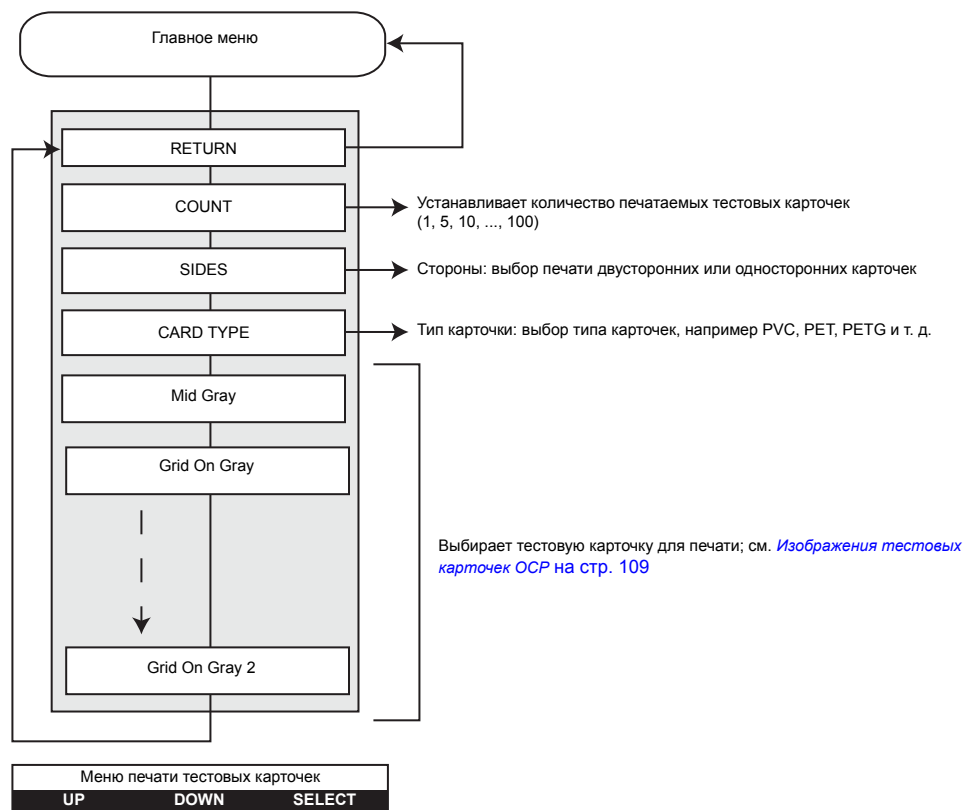 Главное меню
RETURN
COUNT
Устанавливает количество печатаемых тестовых карточек
(1, 5, 10, ..., 100)
SIDES
Стороны: выбор печати двусторонних или односторонних карточек
CARD TYPE
Тип карточки: выбор типа карточек, например PVC, PET, PETG и т. д.
Mid Gray
Grid On Gray
Выбирает тестовую карточку для печати; см. Изображения тестовых
карточек OCP на стр. 109
Grid On Gray 2
Меню печати тестовых карточек
UP DOWN SELECT